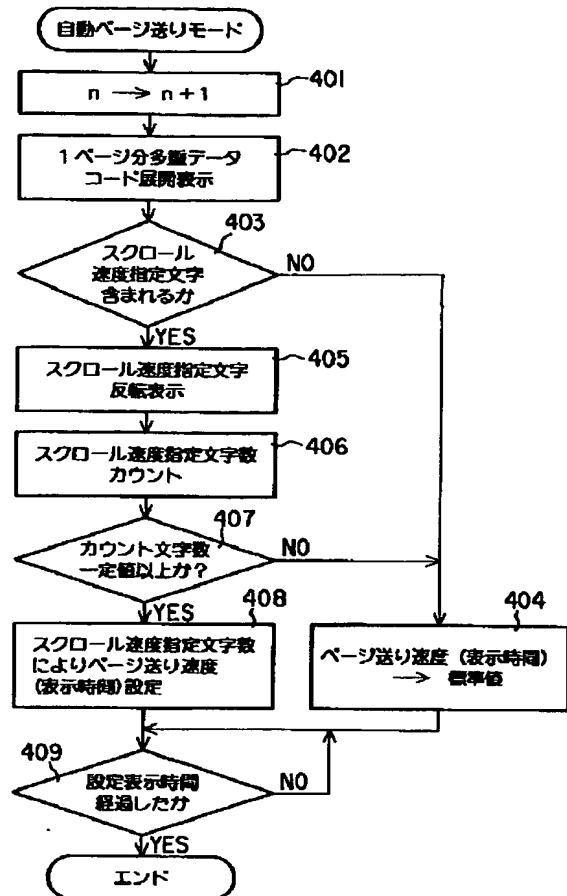 自動ページ送りモード
n → n+1
401
1ページ分多重データ
コード展開表示
402
403
スクロール
速度指定文字
含まれるか
NO
YES
スクロール速度指定文字
反転表示
405
スクロール速度指定文字数
カウント
406
407
カウント文字数
一定値以上か?
NO
YES
408
スクロール速度指定文字数
によりページ送り速度
(表示時間)設定
404
ページ送り速度(表示時間)
→ 標準値
409
設定表示時間
経過したか
NO
YES
エンド